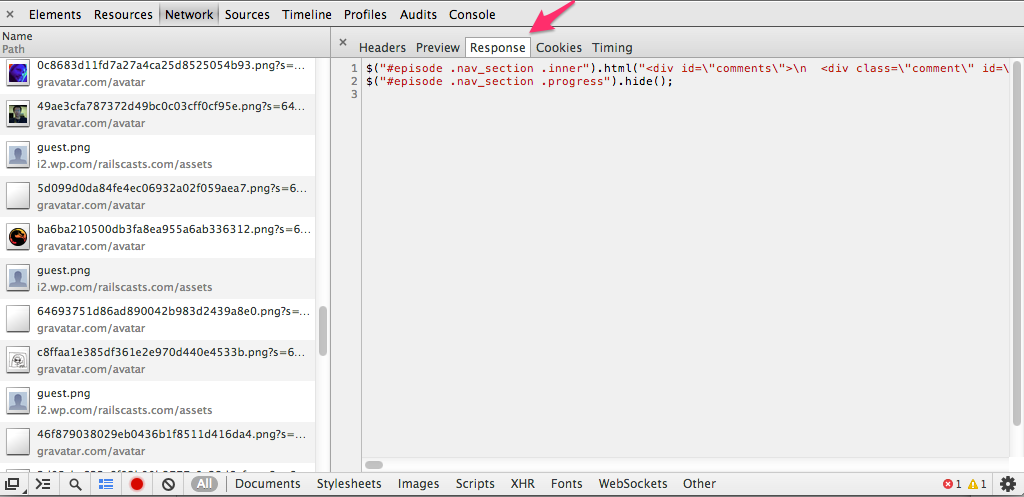 × Elements Resources Network Sources Timeline Profiles Audits Console
Name
Path
× Headers Preview Response Cookies Timing
0c8683d11fd7a27a4ca25d8525054b93.png?s=...
gravatar.com/avatar
49ae3cfa787372d49bc0c03cff0cf95e.png?s=64...
gravatar.com/avatar
guest.png
i2.wp.com/railscasts.com/assets
5d099d0da84fe4ec06932a02f059aea7.png?s=6...
gravatar.com/avatar
ba6ba210500db3fa8ea955a6ab336312.png?s=6...
gravatar.com/avatar
guest.png
i2.wp.com/railscasts.com/assets
64693751d86ad890042b983d2439a8e0.png?s=...
gravatar.com/avatar
c8ffaa1e385df361e2e970d440e4533b.png?s=6...
gravatar.com/avatar
guest.png
i2.wp.com/railscasts.com/assets
46f879038029eb0436b1f8511d416da4.png?s=...
gravatar.com/avatar
1 $("#episode .nav_section .inner").html("<div id=\"comments\">\n  <div class=\"comment\" id=\
2 $("#episode .nav_section .progress").hide();
3
All Documents Stylesheets Images Scripts XHR Fonts WebSockets Other 1 1